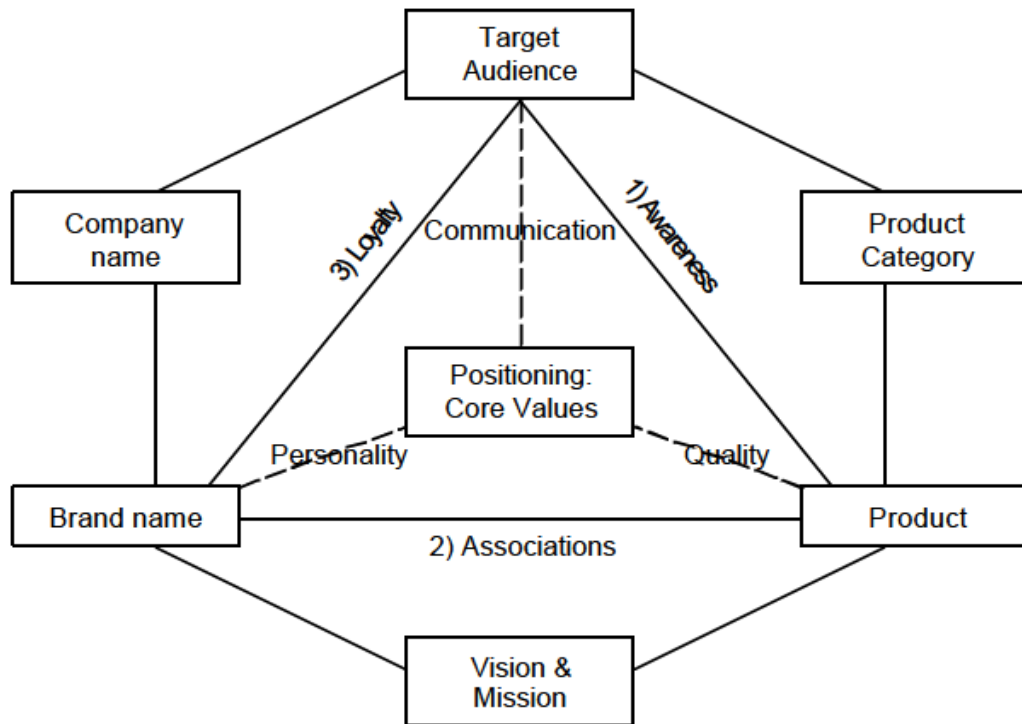 Target
Audience
Company
name
3) Loyalty
Communication
1) Awareness
Product
Category
Positioning:
Core Values
Personality
Quality
Brand name
Product
2) Associations
Vision &
Mission